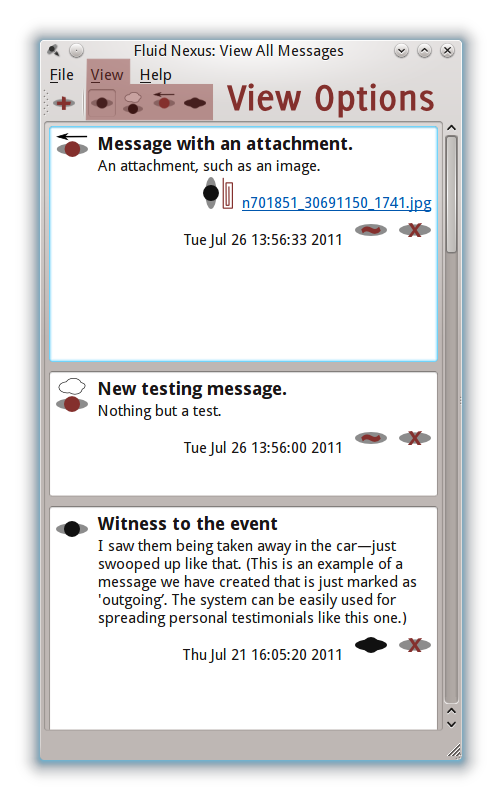 Fluid Nexus: View All Messages
File View Help
View Options
Message with an attachment.
An attachment, such as an image.
n701851_30691150_1741.jpg
Tue Jul 26 13:56:33 2011
New testing message.
Nothing but a test.
Tue Jul 26 13:56:00 2011
Witness to the event
I saw them being taken away in the car—just
swooped up like that. (This is an example of a
message we have created that is just marked as
'outgoing’. The system can be easily used for
spreading personal testimonials like this one.)
Thu Jul 21 16:05:20 2011